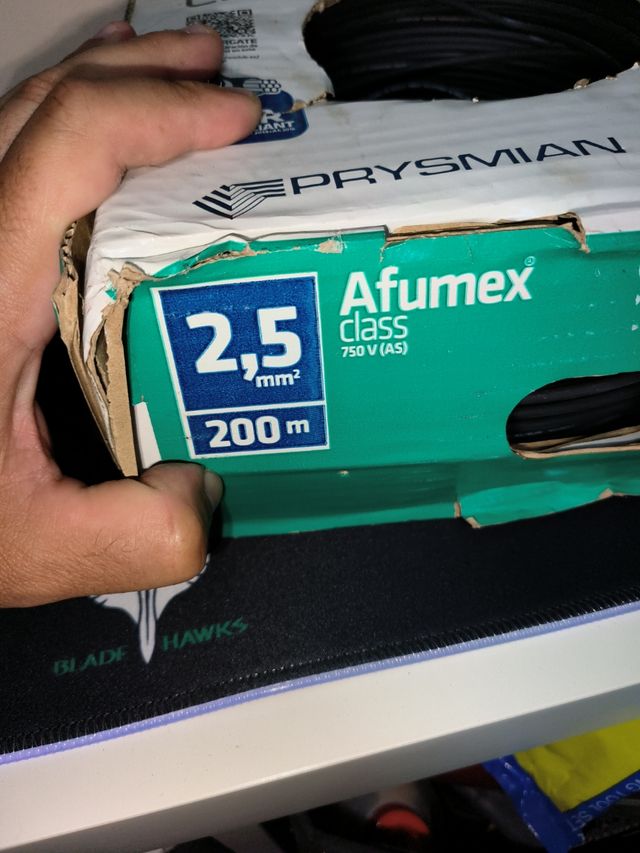 PRYSMIAN
Afumex
class
750 V (AS)
2,5
mm²
200 m
BLADE HAWKS